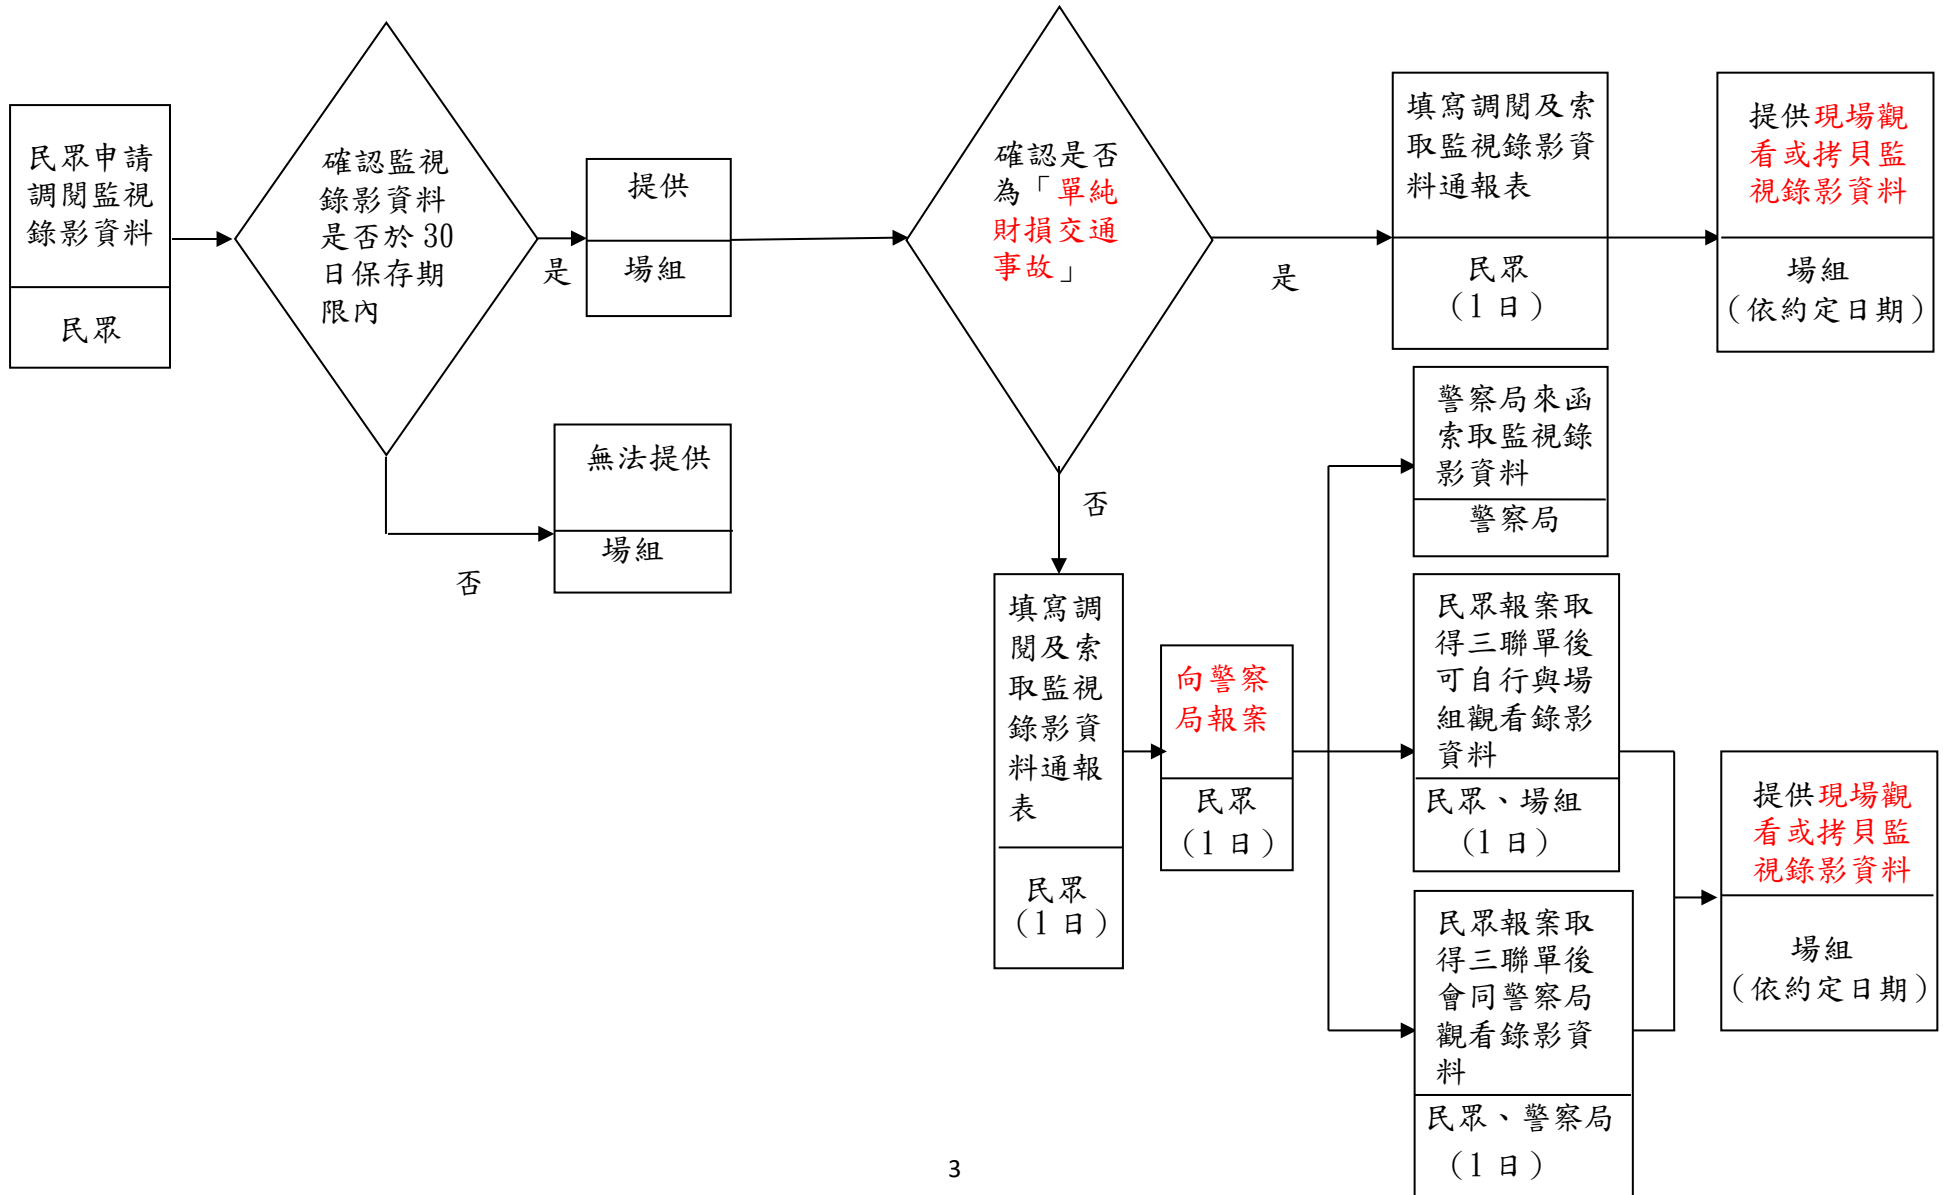 民眾申請
調閱監視
錄影資料
民眾
確認監視
錄影資料
是否於 30
日保存期
限內
是
提供
場組
否
無法提供
場組
確認是否
為「單純
財損交通
事故」
是
填寫調閱及索
取監視錄影資
料通報表
民眾
（1 日）
提供現場觀
看或拷貝監
視錄影資料
場組
（依約定日期）
否
填寫調
閱及索
取監視
錄影資
料通報
表
民眾
（1 日）
向警察
局報案
民眾
（1 日）
警察局來函
索取監視錄
影資料
警察局
民眾報案取
得三聯單後
可自行與場
組觀看錄影
資料
民眾、場組
（1 日）
民眾報案取
得三聯單後
會同警察局
觀看錄影資
料
民眾、警察局
（1 日）
提供現場觀
看或拷貝監
視錄影資料
場組
（依約定日期）
3